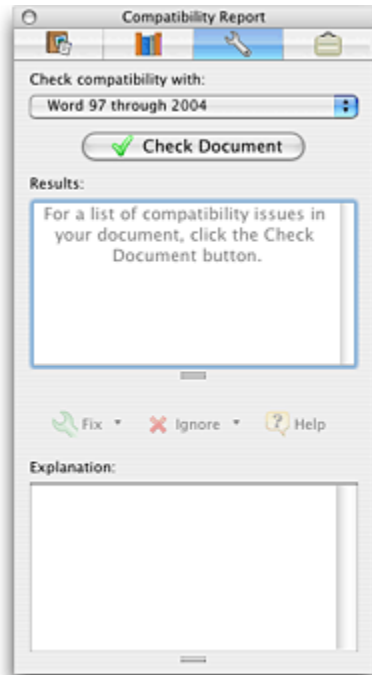 Compatibility Report
Check compatibility with:
Word 97 through 2004
Check Document
Results:
For a list of compatibility issues in
your document, click the Check
Document button.
Fix Ignore Help
Explanation: